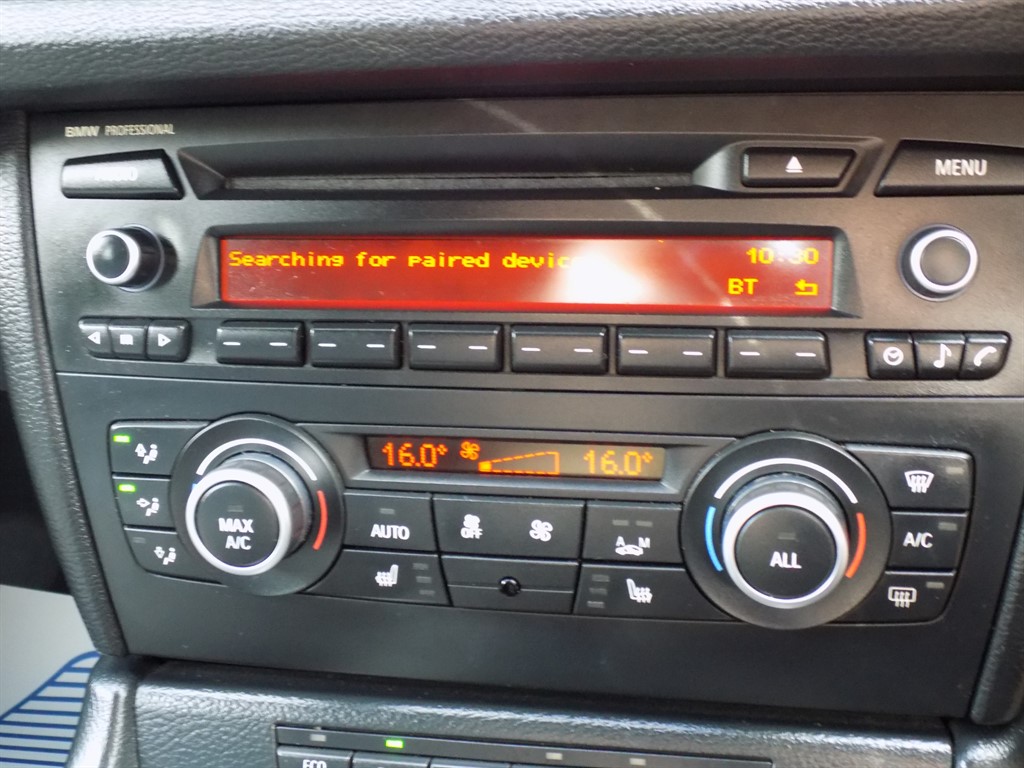 BMW PROFESSIONAL
MENU
Searching for paired devic
10:30
BT
16.0°
16.0°
MAX
A/C
AUTO
OFF
A M
ALL
A/C
ECO